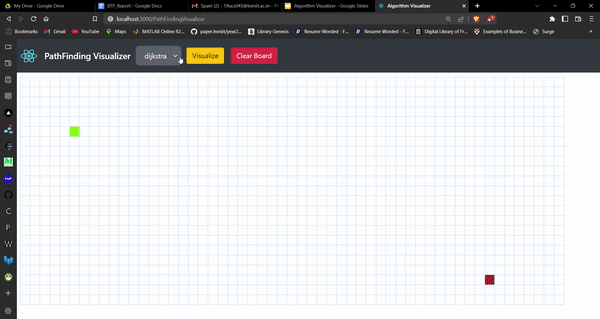 My Drive - Google Drive
BTP_Report - Google Docs
Spam (2) - 19ucs045@lnmiit.ac.in - Th
Algorithm Visualizer - Google Slides
Algorithm Visualizer
localhost:3000/PathFindingVisualizer
Bookmarks
Gmail
YouTube
Maps
MATLAB Online R2...
paper.lnmiit/year2...
Library Genesis
Resume Worded - F...
Resume Worded - F...
Digital Library of Fr...
Examples of Busine...
Surge
PathFinding Visualizer
dijkstra
Visualize
Clear Board